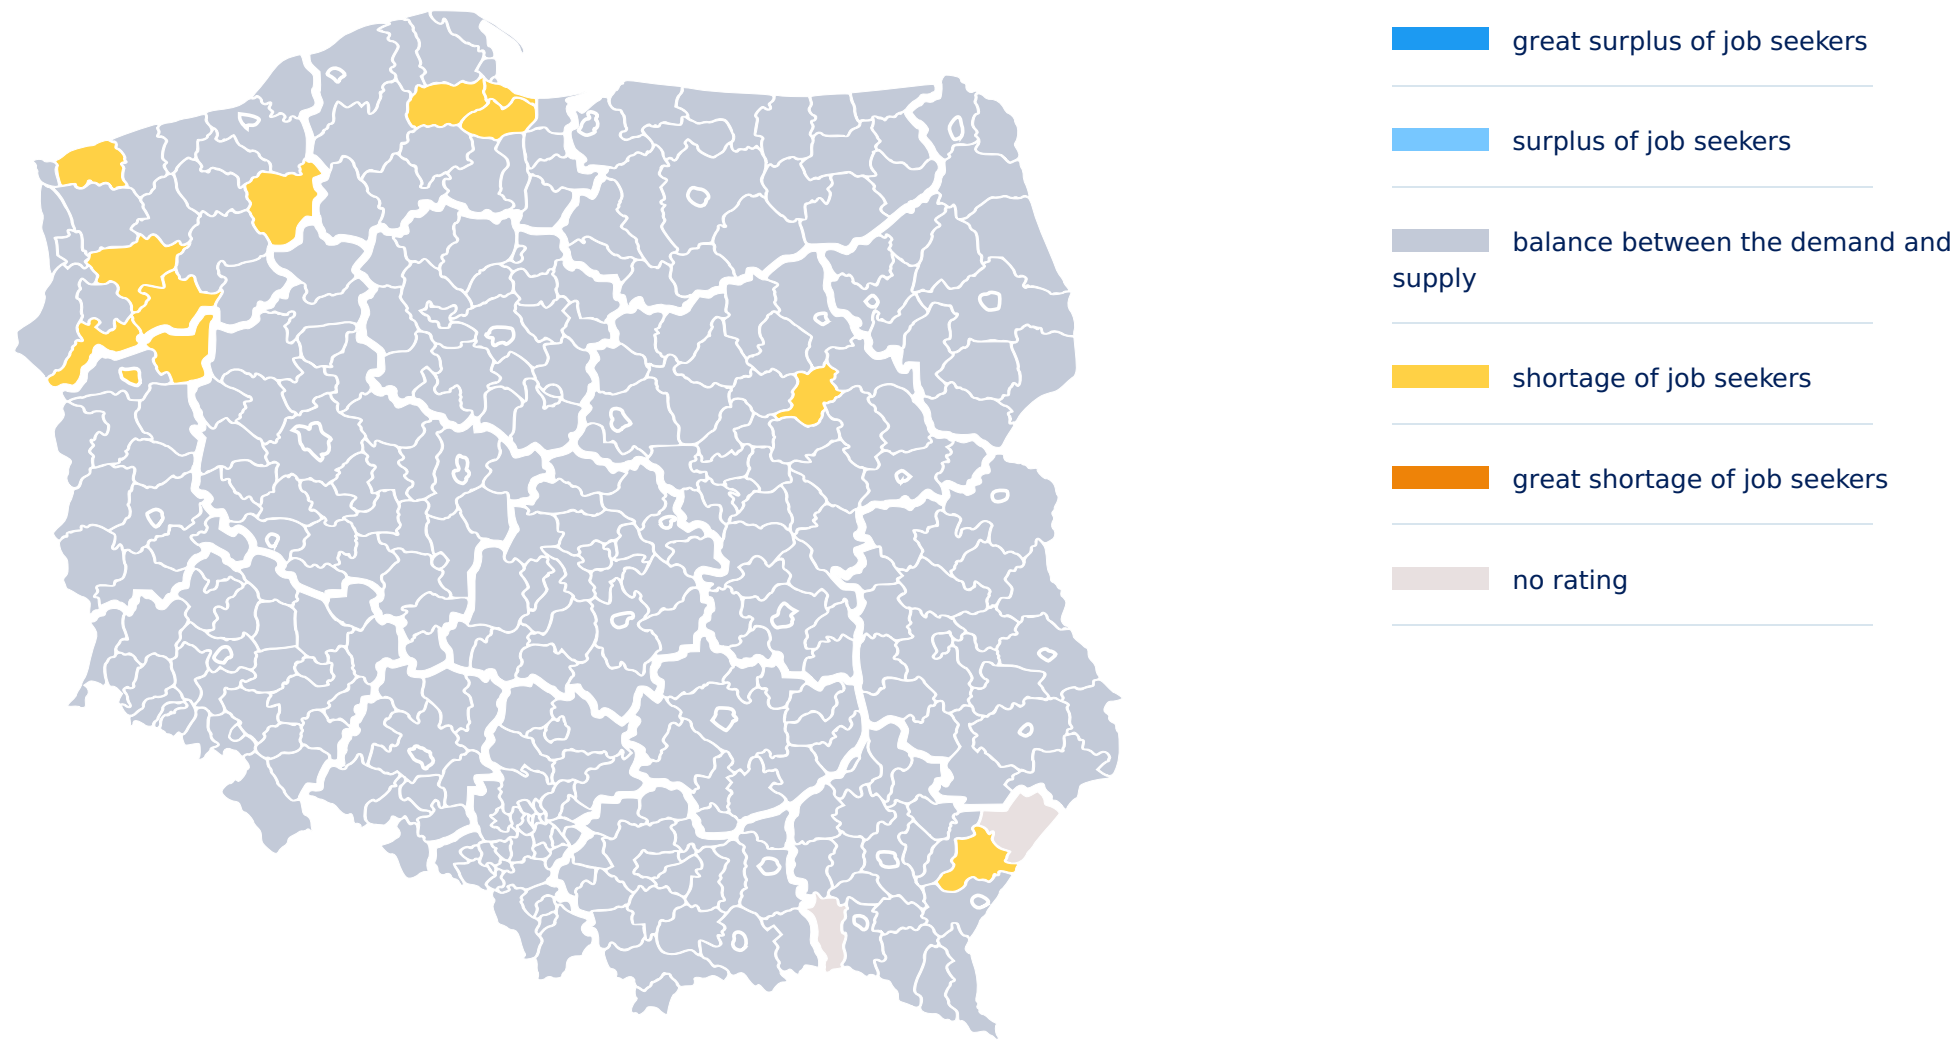 great surplus of job seekers
surplus of job seekers
balance between the demand and
supply
shortage of job seekers
great shortage of job seekers
no rating